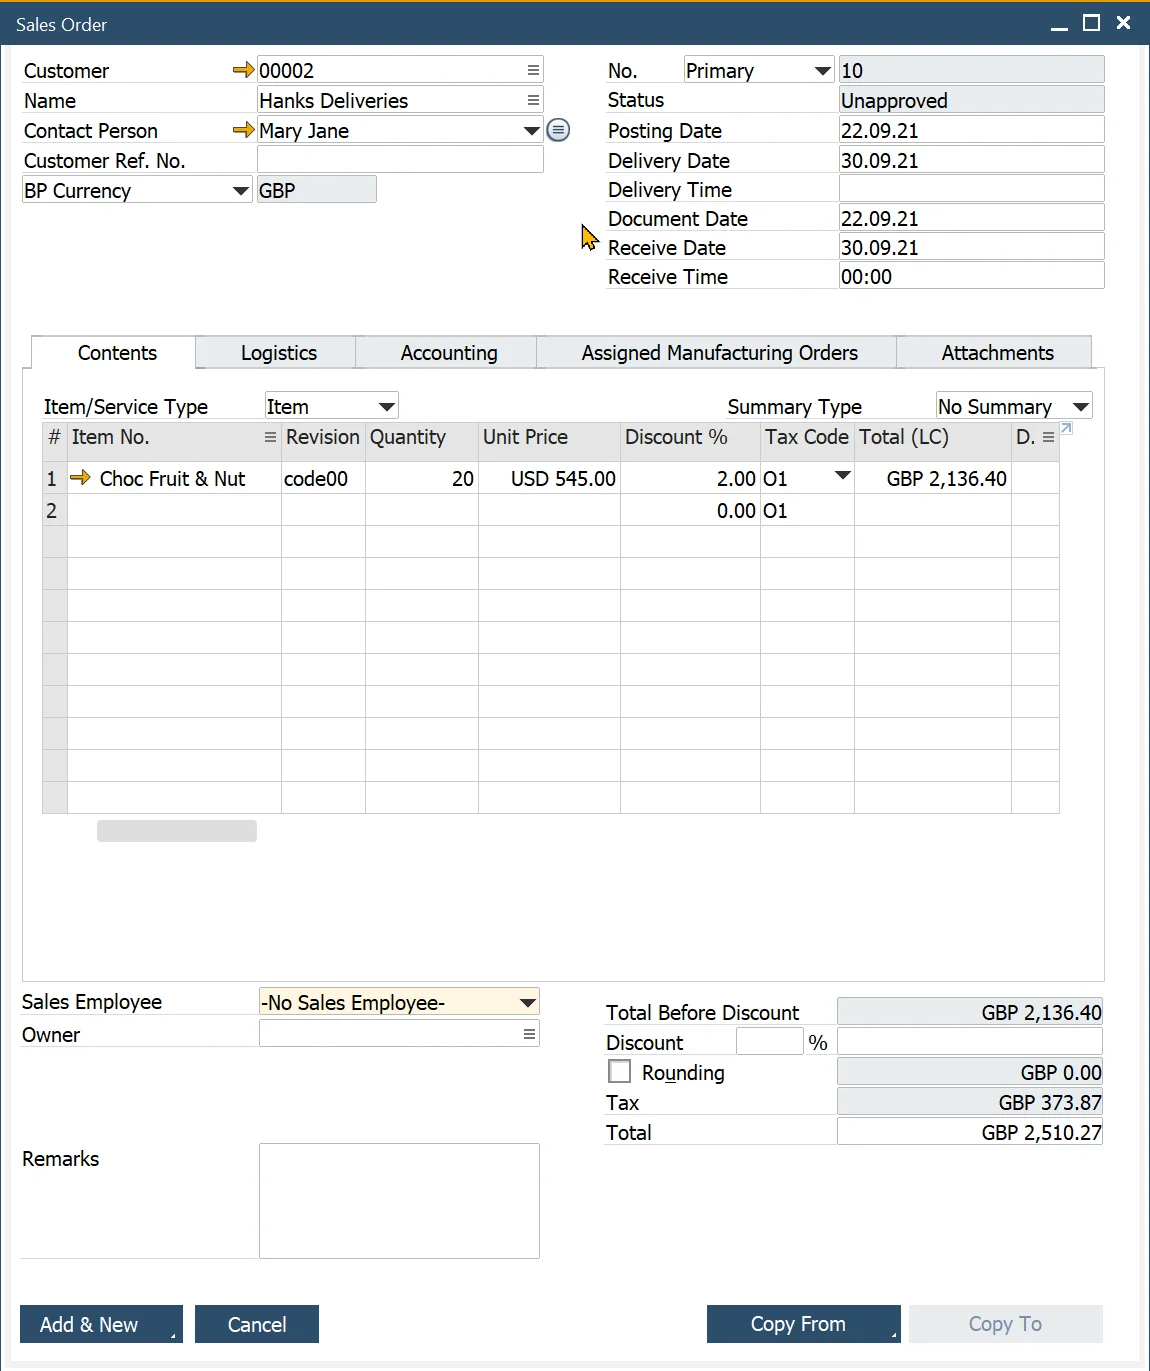 Sales Order
Customer 00002
Name Hanks Deliveries
Contact Person Mary Jane
Customer Ref. No.
BP Currency GBP
No. Primary 10
Status Unapproved
Posting Date 22.09.21
Delivery Date 30.09.21
Delivery Time
Document Date 22.09.21
Receive Date 30.09.21
Receive Time 00:00
Contents Logistics Accounting Assigned Manufacturing Orders Attachments
Item/Service Type Item Summary Type No Summary
# Item No. Revision Quantity Unit Price Discount % Tax Code Total (LC) D.
1 Choc Fruit & Nut code00 20 USD 545.00 2.00 O1 GBP 2,136.40
2 0.00 O1
Sales Employee -No Sales Employee-
Owner
Remarks
Total Before Discount GBP 2,136.40
Discount %
Rounding GBP 0.00
Tax GBP 373.87
Total GBP 2,510.27
Add & New Cancel Copy From Copy To